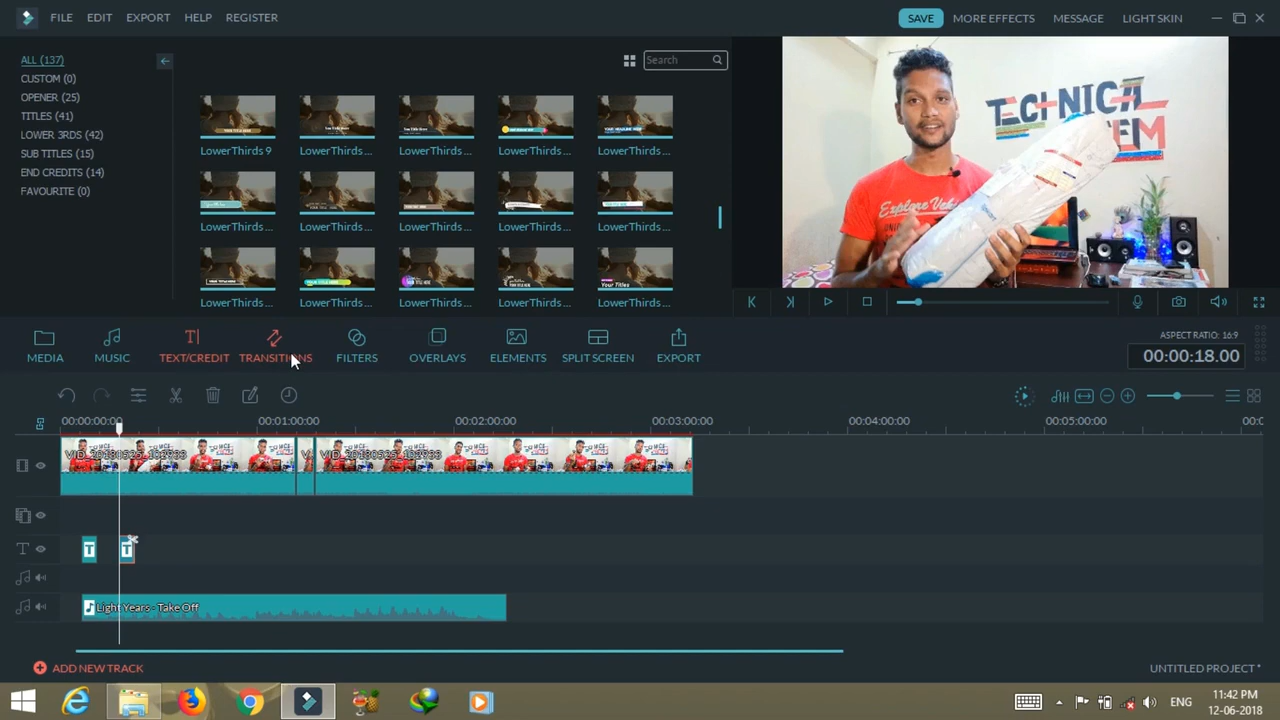 FILE EDIT EXPORT HELP REGISTER SAVE MORE EFFECTS MESSAGE LIGHT SKIN
ALL (137)
CUSTOM (0)
OPENER (25)
TITLES (41)
LOWER 3RDS (42)
SUB TITLES (15)
END CREDITS (14)
FAVOURITE (0)
Search
LowerThirds 9 LowerThirds ... LowerThirds ... LowerThirds ... LowerThirds ...
LowerThirds ... LowerThirds ... LowerThirds ... LowerThirds ... LowerThirds ...
LowerThirds ... LowerThirds ... LowerThirds ... LowerThirds ... LowerThirds ...
TECHNICA
MEDIA MUSIC TEXT/CREDIT TRANSITIONS FILTERS OVERLAYS ELEMENTS SPLIT SCREEN EXPORT
ASPECT RATIO: 16:9
00:00:18.00
00:00:00:00 00:01:00:00 00:02:00:00 00:03:00:00 00:04:00:00 00:05:00:00
Light Years - Take Off
ADD NEW TRACK
UNTITLED PROJECT *
ENG
11:42 PM
12-06-2018